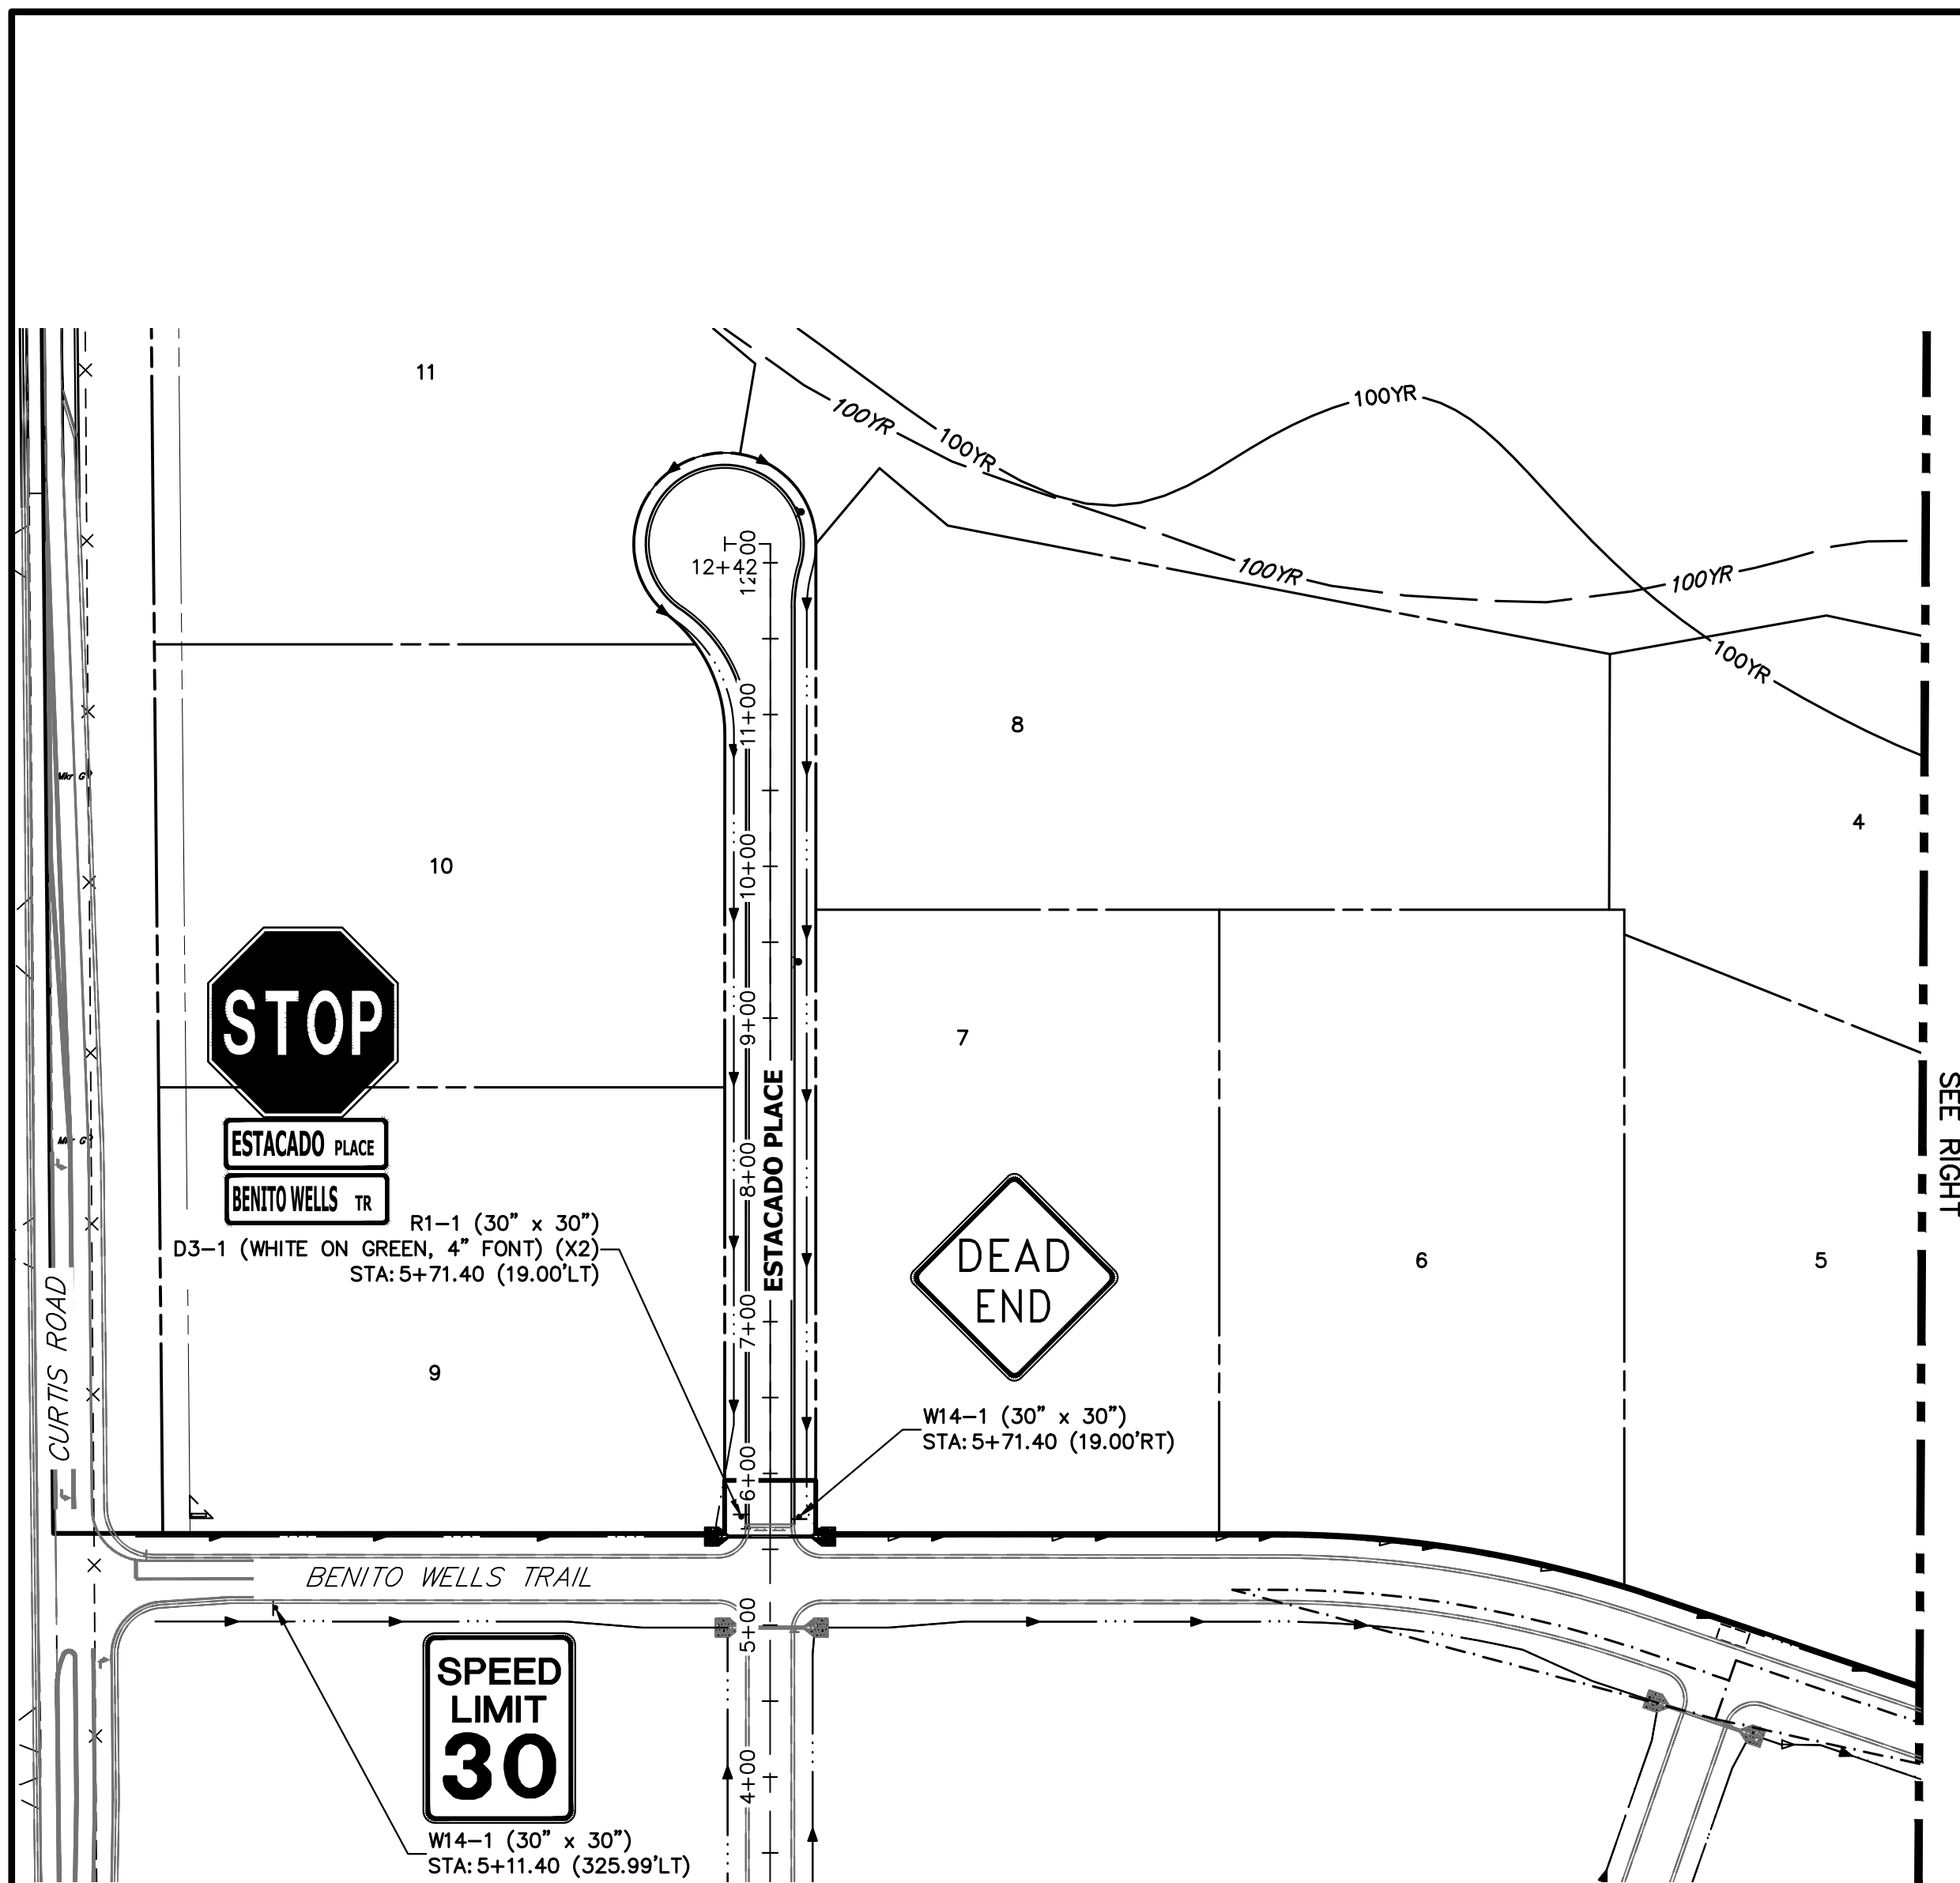 11
100YR
100YR
100YR
100YR
100YR
100YR
12+00
12+42
11+00
10+00
9+00
8+00
7+00
6+00
5+00
4+00
8
4
10
7
6
5
9
STOP
ESTACADO PLACE
BENITO WELLS TR
R1-1 (30" x 30")
D3-1 (WHITE ON GREEN, 4" FONT) (X2)
STA: 5+71.40 (19.00'LT)
ESTACADO PLACE
DEAD
END
W14-1 (30" x 30")
STA: 5+71.40 (19.00'RT)
SEE RIGHT
CURTIS ROAD
Mkr G
BENITO WELLS TRAIL
SPEED
LIMIT
30
W14-1 (30" x 30")
STA: 5+11.40 (325.99'LT)